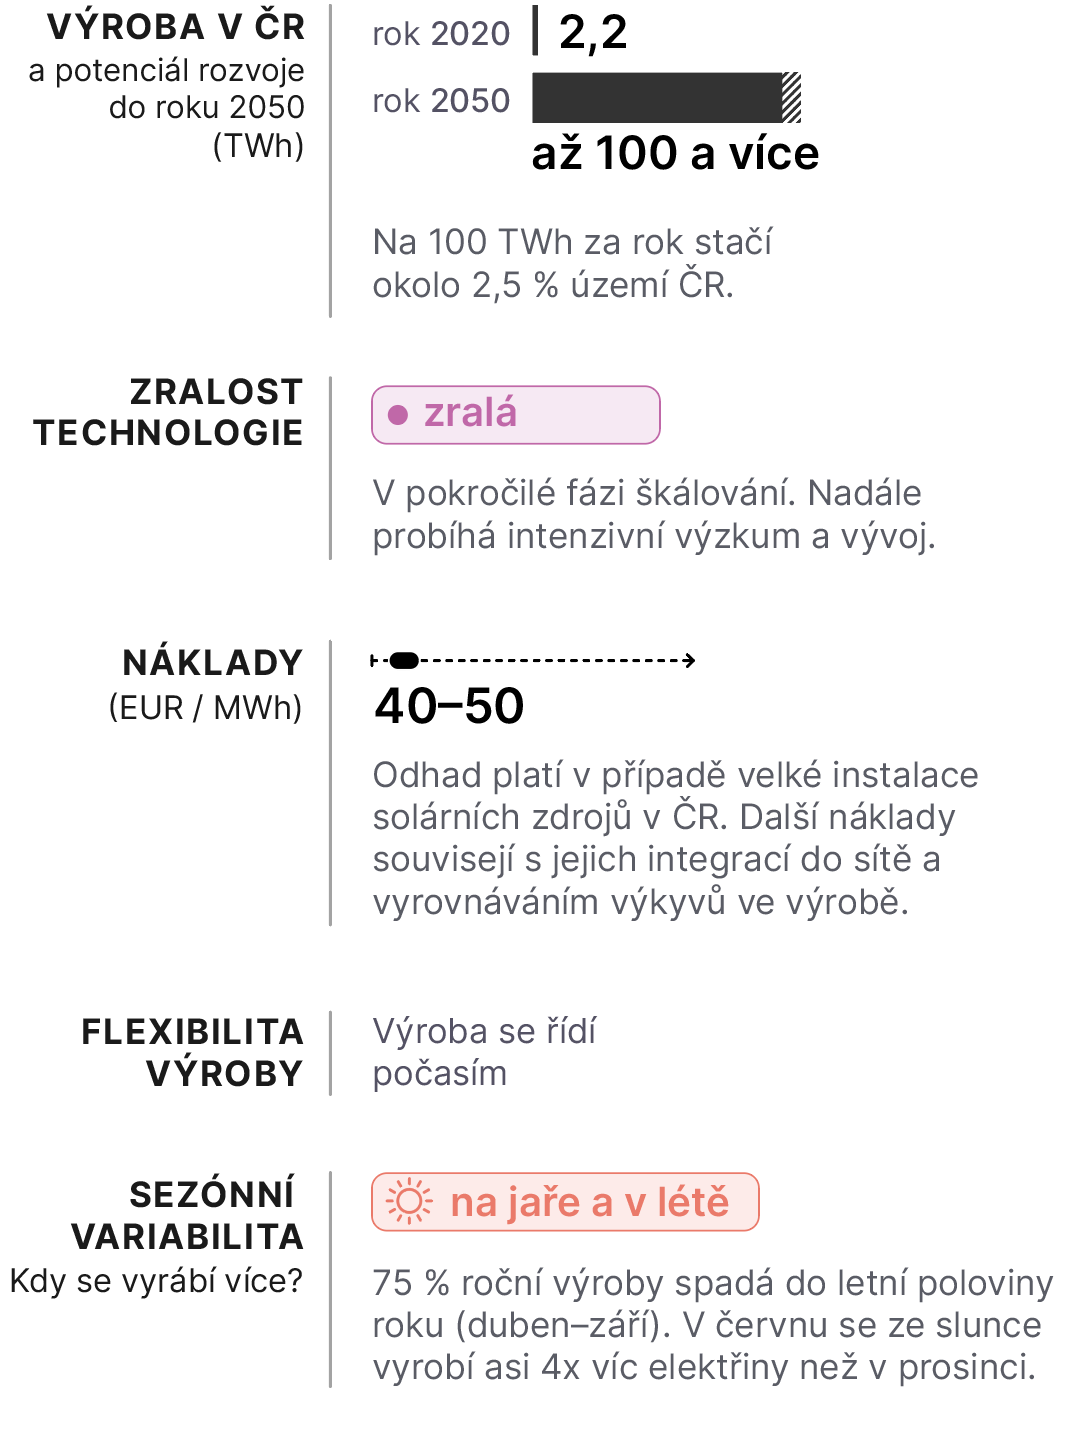 VÝROBA V ČR
a potenciál rozvoje
do roku 2050
(TWh)
rok 2020 2,2
rok 2050
až 100 a více
Na 100 TWh za rok stačí
okolo 2,5 % území ČR.
ZRALOST
TECHNOLOGIE
zralá
V pokročilé fázi škálování. Nadále
probíhá intenzivní výzkum a vývoj.
NÁKLADY
(EUR / MWh)
40–50
Odhad platí v případě velké instalace
solárních zdrojů v ČR. Další náklady
souvisejí s jejich integrací do sítě a
vyrovnáváním výkyvů ve výrobě.
FLEXIBILITA
VÝROBY
Výroba se řídí
počasím
SEZÓNNÍ
VARIABILITA
Kdy se vyrábí více?
na jaře a v létě
75 % roční výroby spadá do letní poloviny
roku (duben–září). V červnu se ze slunce
vyrobí asi 4x víc elektřiny než v prosinci.